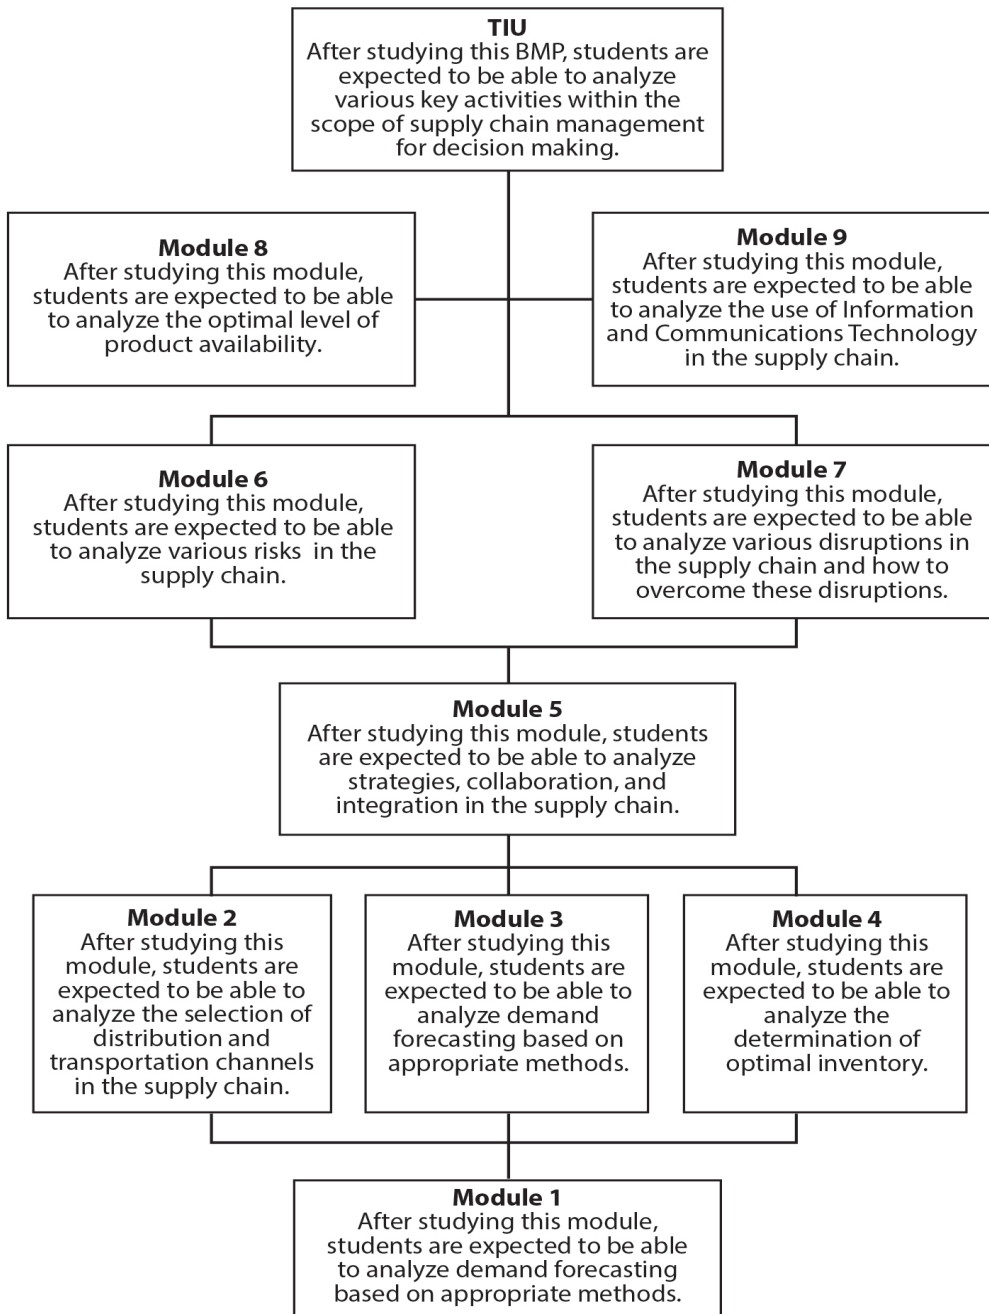 TIU
After studying this BMP, students are
expected to be able to analyze
various key activities within the
scope of supply chain management
for decision making.
Module 8
After studying this module,
students are expected to be able
to analyze the optimal level of
product availability.
Module 9
After studying this module,
students are expected to be able
to analyze the use of Information
and Communications Technology
in the supply chain.
Module 6
After studying this module,
students are expected to be able
to analyze various risks in the
supply chain.
Module 7
After studying this module,
students are expected to be able
to analyze various disruptions in
the supply chain and how to
overcome these disruptions.
Module 5
After studying this module, students
are expected to be able to analyze
strategies, collaboration, and
integration in the supply chain.
Module 2
After studying this
module, students are
expected to be able to
analyze the selection of
distribution and
transportation channels
in the supply chain.
Module 3
After studying this
module, students are
expected to be able to
analyze demand
forecasting based on
appropriate methods.
Module 4
After studying this
module, students are
expected to be able to
analyze the
determination of
optimal inventory.
Module 1
After studying this module,
students are expected to be able
to analyze demand forecasting
based on appropriate methods.